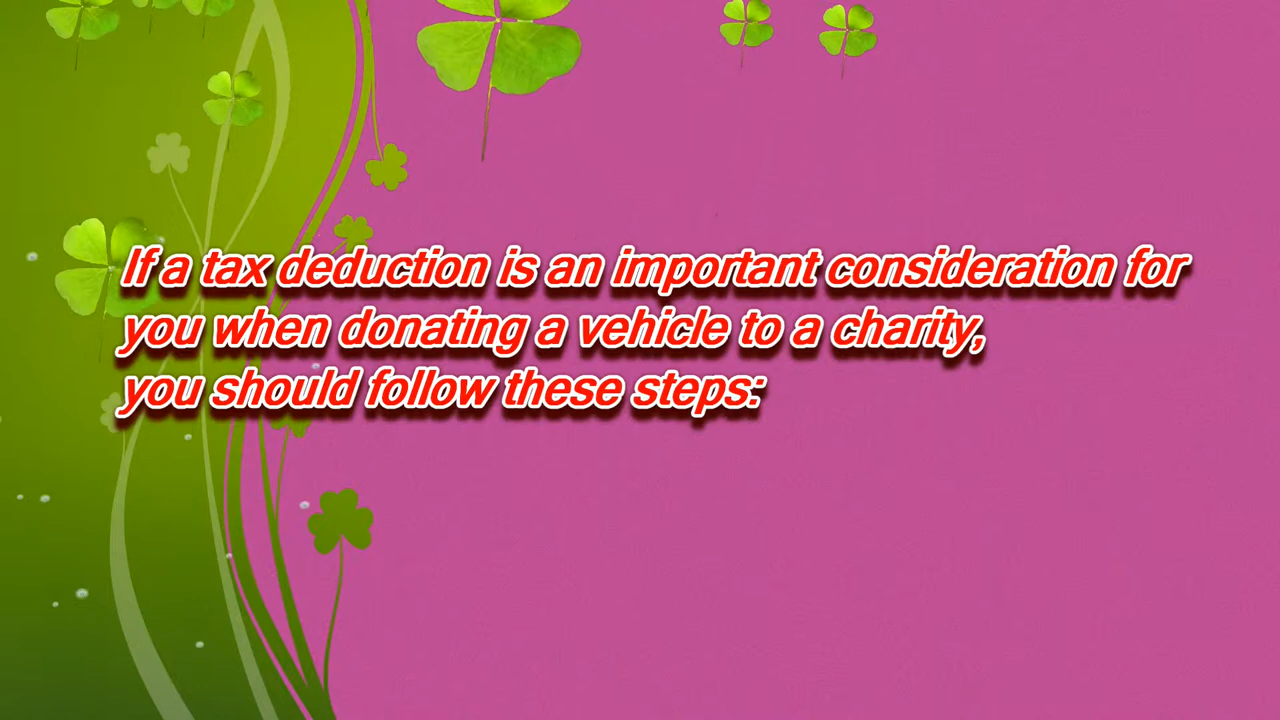 If a tax deduction is an important consideration for
you when donating a vehicle to a charity,
you should follow these steps: